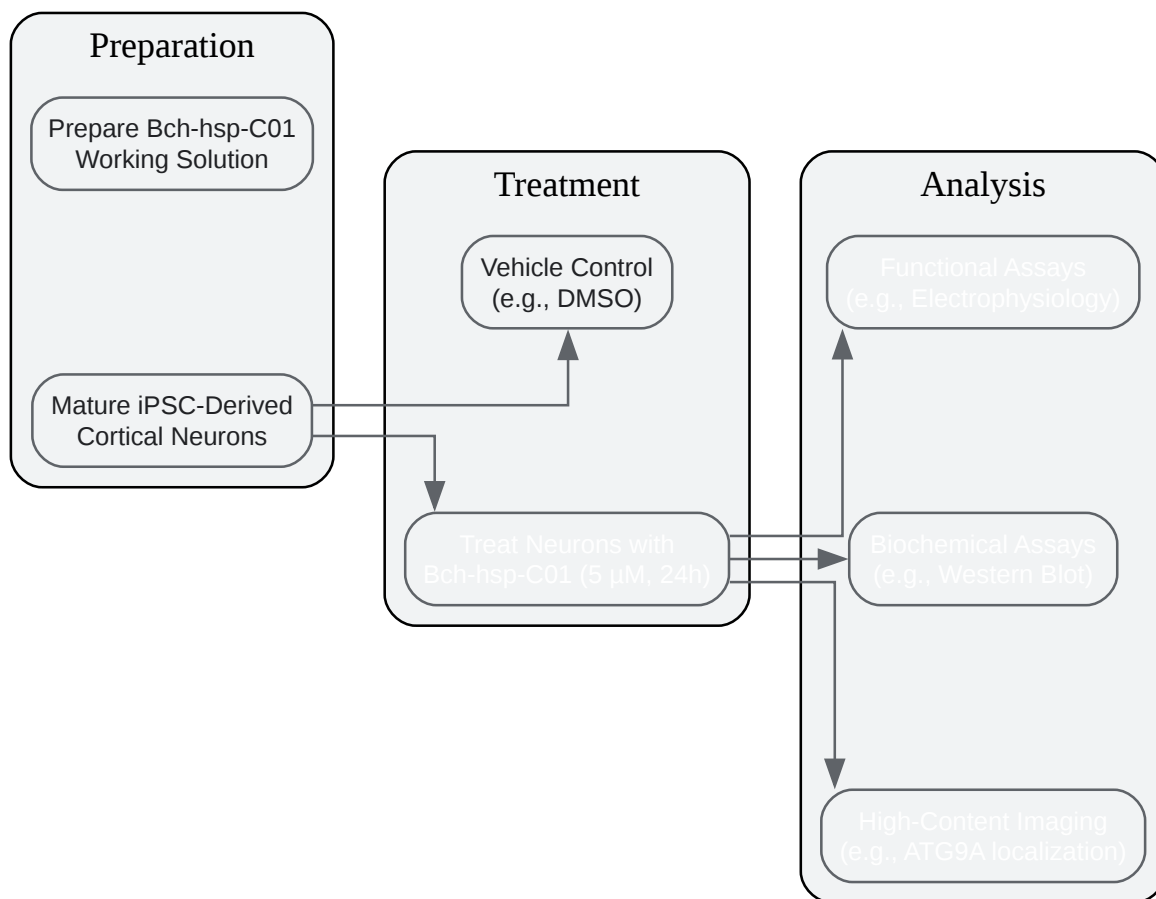 Preparation
Prepare Bch-hsp-C01
Working Solution
Mature iPSC-Derived
Cortical Neurons
Treatment
Vehicle Control
(e.g., DMSO)
Treat Neurons with
Bch-hsp-C01 (5 µM, 24h)
Analysis
Functional Assays
(e.g., Electrophysiology)
Biochemical Assays
(e.g., Western Blot)
High-Content Imaging
(e.g., ATG9A localization)